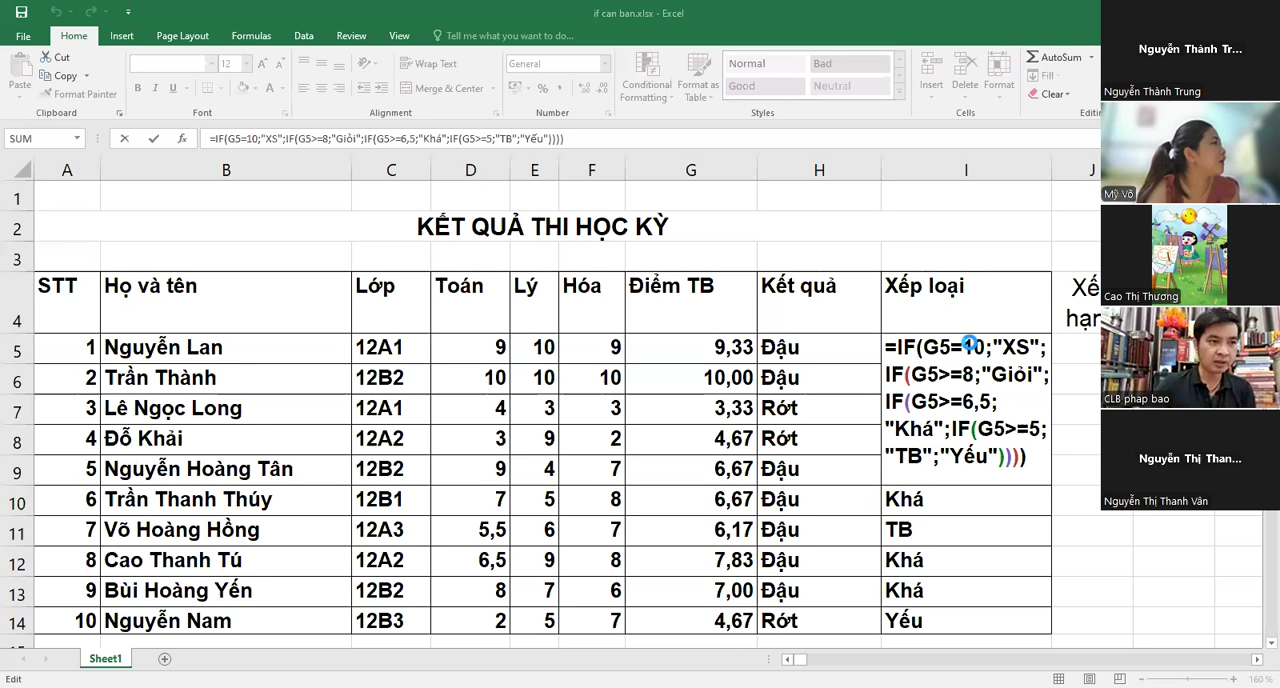 if can ban.xlsx - Excel
File Home Insert Page Layout Formulas Data Review View Tell me what you want to do...
Cut
Copy
Format Painter
Paste
Clipboard
12
Font
Wrap Text
Merge & Center
Alignment
General
Number
Conditional Formatting
Format as Table
Normal Bad
Good Neutral
Styles
Insert Delete Format
Cells
AutoSum
Fill
Clear
SUM =IF(G5=10;"XS";IF(G5>=8;"Giỏi";IF(G5>=6,5;"Khá";IF(G5>=5;"TB";"Yếu"))))
A B C D E F G H I J
1
2 KẾT QUẢ THI HỌC KỲ
3
4 STT Họ và tên Lớp Toán Lý Hóa Điểm TB Kết quả Xếp loại
5 1 Nguyễn Lan 12A1 9 10 9 9,33 Đậu =IF(G5=10;"XS";
6 2 Trần Thành 12B2 10 10 10 10,00 Đậu IF(G5>=8;"Giỏi";
7 3 Lê Ngọc Long 12A1 4 3 3 3,33 Rớt IF(G5>=6,5;
8 4 Đỗ Khải 12A2 3 9 2 4,67 Rớt "Khá";IF(G5>=5;
9 5 Nguyễn Hoàng Tân 12B2 9 4 7 6,67 Đậu "TB";"Yếu"))))
10 6 Trần Thanh Thúy 12B1 7 5 8 6,67 Đậu Khá
11 7 Võ Hoàng Hồng 12A3 5,5 6 7 6,17 Đậu TB
12 8 Cao Thanh Tú 12A2 6,5 9 8 7,83 Đậu Khá
13 9 Bùi Hoàng Yến 12B2 8 7 6 7,00 Đậu Khá
14 10 Nguyễn Nam 12B3 2 5 7 4,67 Rớt Yếu
Sheet1
Edit
160 %
Nguyễn Thành Tr...
Nguyễn Thành Trung
Mỹ Võ
Cao Thị Thương
CLB phap bao
Nguyễn Thị Than...
Nguyễn Thị Thanh Vân